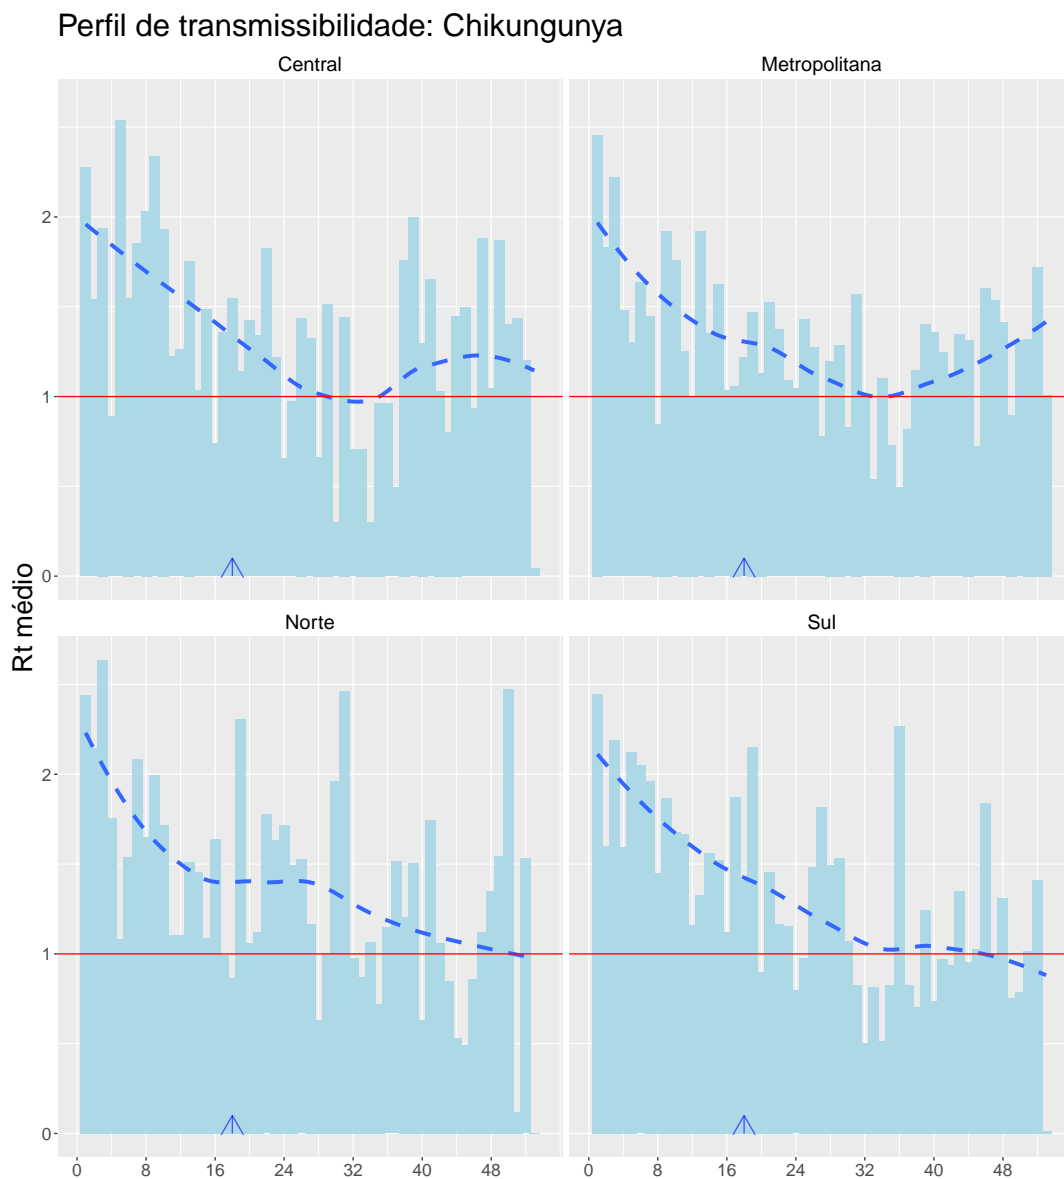 Perfil de transmissibilidade: Chikungunya
Central
Metropolitana
2
1
0
Rt médio
Norte
Sul
2
1
0
0 8 16 24 32 40 48
0 8 16 24 32 40 48